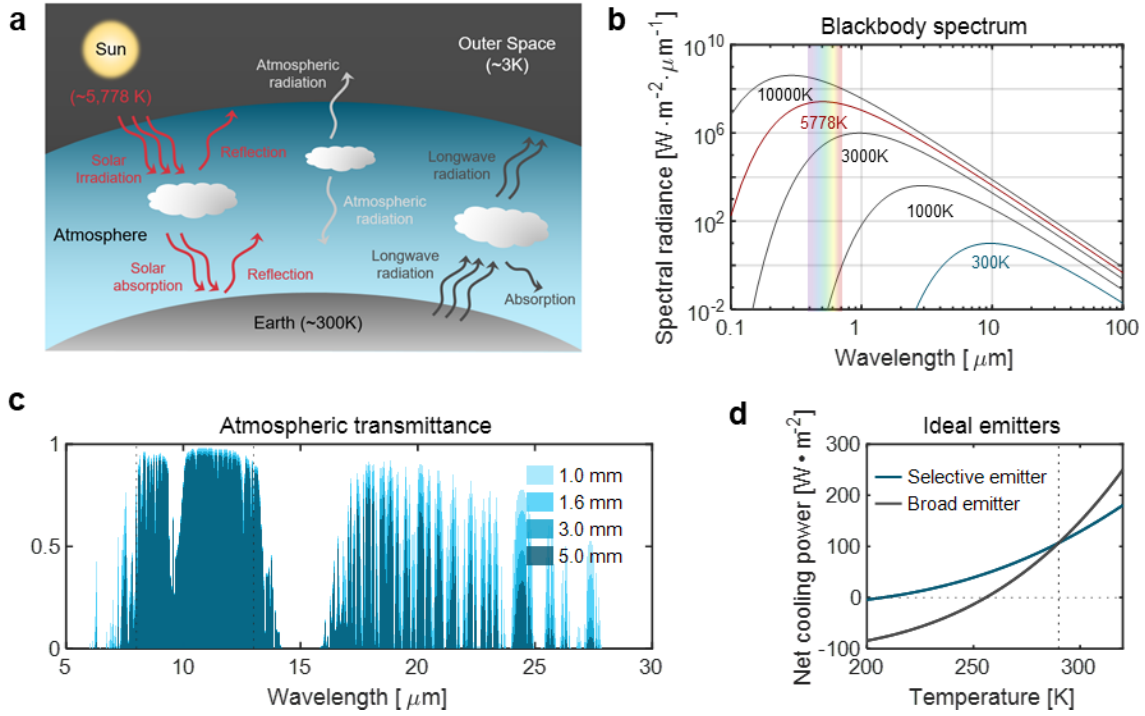 a
Sun
(~5,778 K)
Outer Space
(~3K)
Atmospheric
radiation
Solar
Irradiation
Reflection
Longwave
radiation
Atmosphere
Atmospheric
radiation
Solar
absorption
Reflection
Longwave
radiation
Absorption
Earth (~300K)
b
Blackbody spectrum
Spectral radiance [W·m⁻²·μm⁻¹]
10¹⁰
10⁶
10²
10⁻²
10000K
5778K
3000K
1000K
300K
0.1 1 10 100
Wavelength [ μm]
c
Atmospheric transmittance
1
0.5
0
1.0 mm
1.6 mm
3.0 mm
5.0 mm
5 10 15 20 25 30
Wavelength [ μm]
d
Ideal emitters
Net cooling power [W•m⁻²]
300
200
100
0
-100
Selective emitter
Broad emitter
200 250 300
Temperature [K]